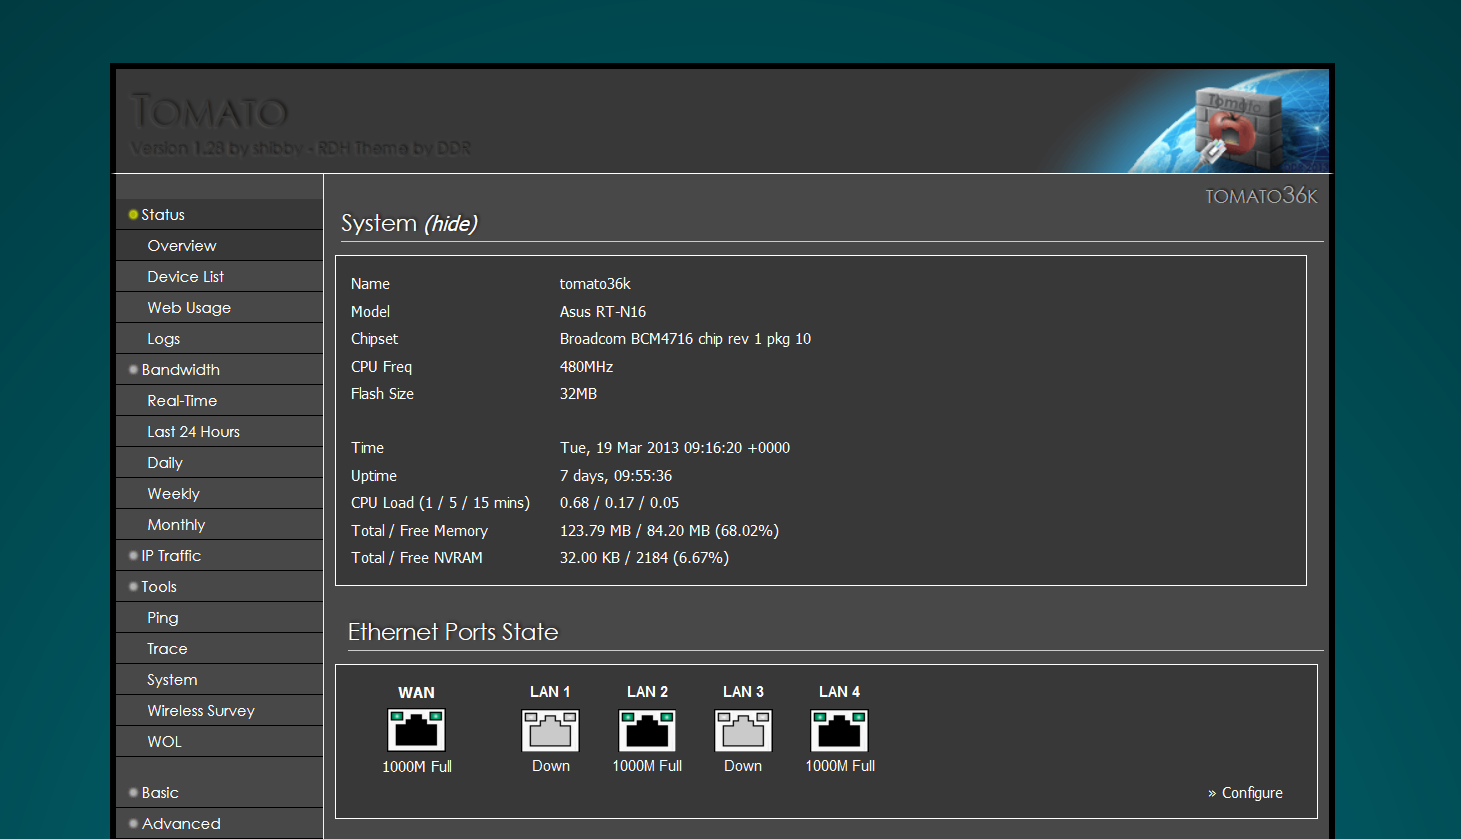 TOMATO
Version 1.28 by shibby - RDH Theme by DDR
Tomato
TOMATO36K
Status
Overview
Device List
Web Usage
Logs
Bandwidth
Real-Time
Last 24 Hours
Daily
Weekly
Monthly
IP Traffic
Tools
Ping
Trace
System
Wireless Survey
WOL
Basic
Advanced
System (hide)
Name tomato36k
Model Asus RT-N16
Chipset Broadcom BCM4716 chip rev 1 pkg 10
CPU Freq 480MHz
Flash Size 32MB
Time Tue, 19 Mar 2013 09:16:20 +0000
Uptime 7 days, 09:55:36
CPU Load (1 / 5 / 15 mins) 0.68 / 0.17 / 0.05
Total / Free Memory 123.79 MB / 84.20 MB (68.02%)
Total / Free NVRAM 32.00 KB / 2184 (6.67%)
Ethernet Ports State
WAN LAN 1 LAN 2 LAN 3 LAN 4
1000M Full Down 1000M Full Down 1000M Full
» Configure